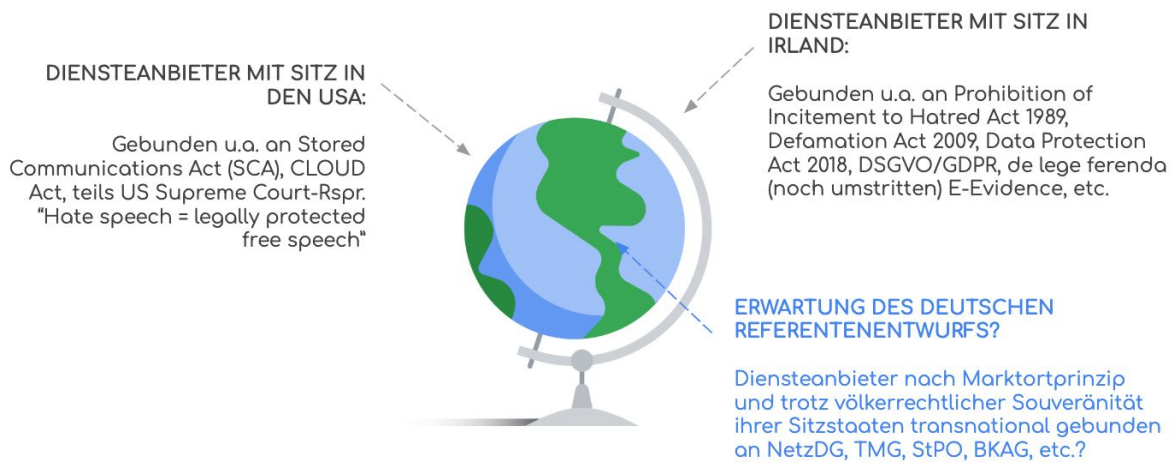 DIENSTEANBIETER MIT SITZ IN
DEN USA:
Gebunden u.a. an Stored
Communications Act (SCA), CLOUD
Act, teils US Supreme Court-Rspr.
“Hate speech = legally protected
free speech”
DIENSTEANBIETER MIT SITZ IN
IRLAND:
Gebunden u.a. an Prohibition of
Incitement to Hatred Act 1989,
Defamation Act 2009, Data Protection
Act 2018, DSGVO/GDPR, de lege ferenda
(noch umstritten) E-Evidence, etc.
ERWARTUNG DES DEUTSCHEN
REFERENTENENTWURFS?
Diensteanbieter nach Marktortprinzip
und trotz völkerrechtlicher Souveränität
ihrer Sitzstaaten transnational gebunden
an NetzDG, TMG, StPO, BKAG, etc.?